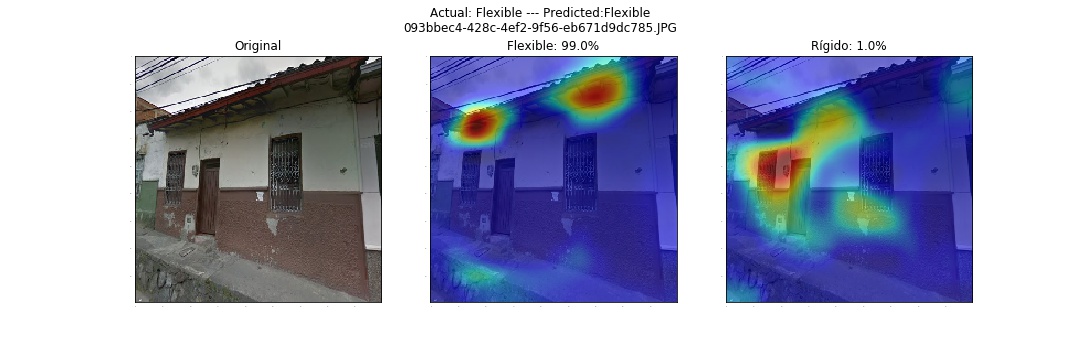 Actual: Flexible --- Predicted:Flexible
093bbec4-428c-4ef2-9f56-eb671d9dc785.JPG
Original
Flexible: 99.0%
Rígido: 1.0%